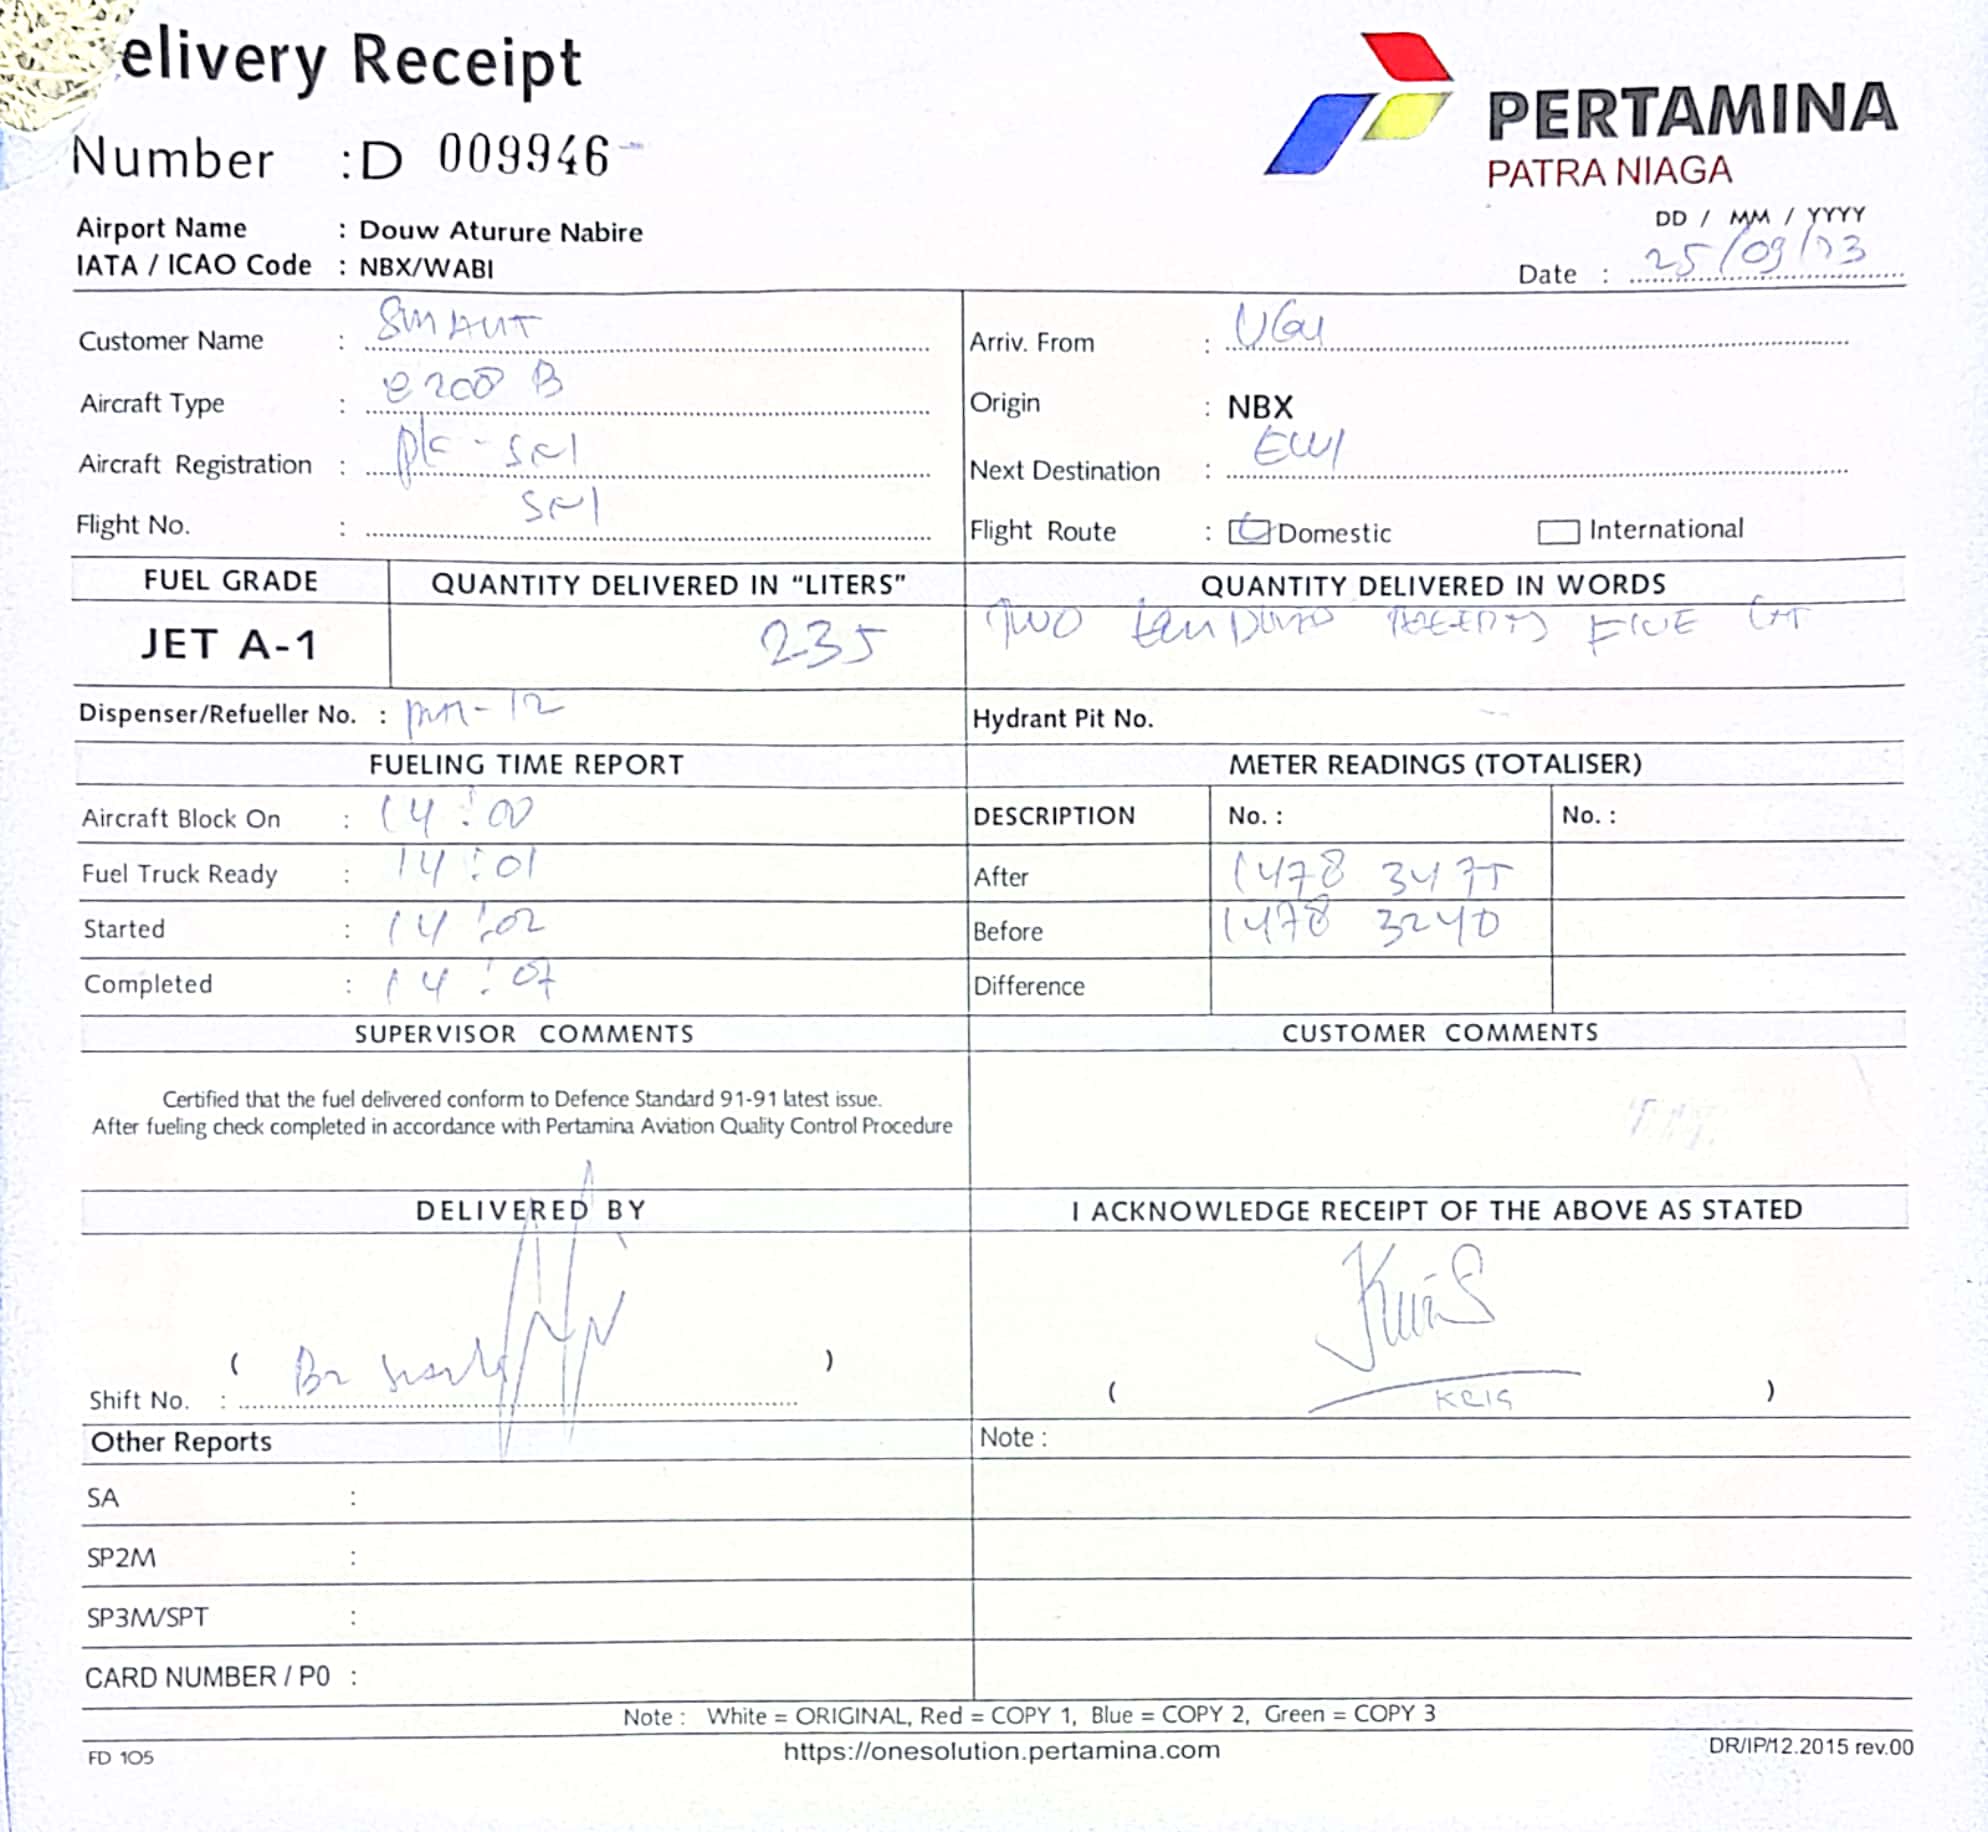 elivery Receipt
PERTAMINA
PATRA NIAGA
Number : D 009946
Airport Name : Douw Aturure Nabire
IATA / ICAO Code : NBX/WABI
DD / MM / YYYY
Date : 25/09/23
Customer Name : SMART
Arriv. From : UGU
Aircraft Type : C208 B
Origin : NBX
Aircraft Registration : PK-
Next Destination : EWI
Flight No. :
Flight Route : Domestic International
FUEL GRADE QUANTITY DELIVERED IN “LITERS” QUANTITY DELIVERED IN WORDS
JET A-1 235 TWO FIVE
Dispenser/Refueller No. : 12
Hydrant Pit No.
FUELING TIME REPORT METER READINGS (TOTALISER)
Aircraft Block On : 14:00
DESCRIPTION No. : No. :
Fuel Truck Ready : 14:01
After 1478 3475
Started : 14:02
Before 1478 3240
Completed : 14:07
Difference
SUPERVISOR COMMENTS CUSTOMER COMMENTS
Certified that the fuel delivered conform to Defence Standard 91-91 latest issue.
After fueling check completed in accordance with Pertamina Aviation Quality Control Procedure
DELIVERED BY I ACKNOWLEDGE RECEIPT OF THE ABOVE AS STATED
( )
Shift No. :
( KRIS )
Other Reports Note :
SA :
SP2M :
SP3M/SPT :
CARD NUMBER / P0 :
Note : White = ORIGINAL, Red = COPY 1, Blue = COPY 2, Green = COPY 3
FD 105 https://onesolution.pertamina.com DR/IP/12.2015 rev.00